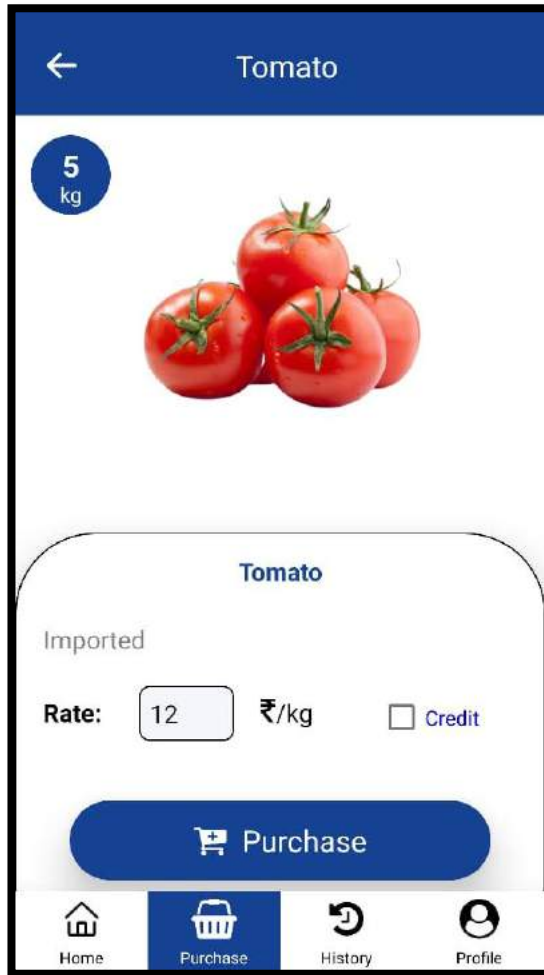 Tomato
5
kg
Tomato
Imported
Rate: 12 ₹/kg Credit
Purchase
Home Purchase History Profile